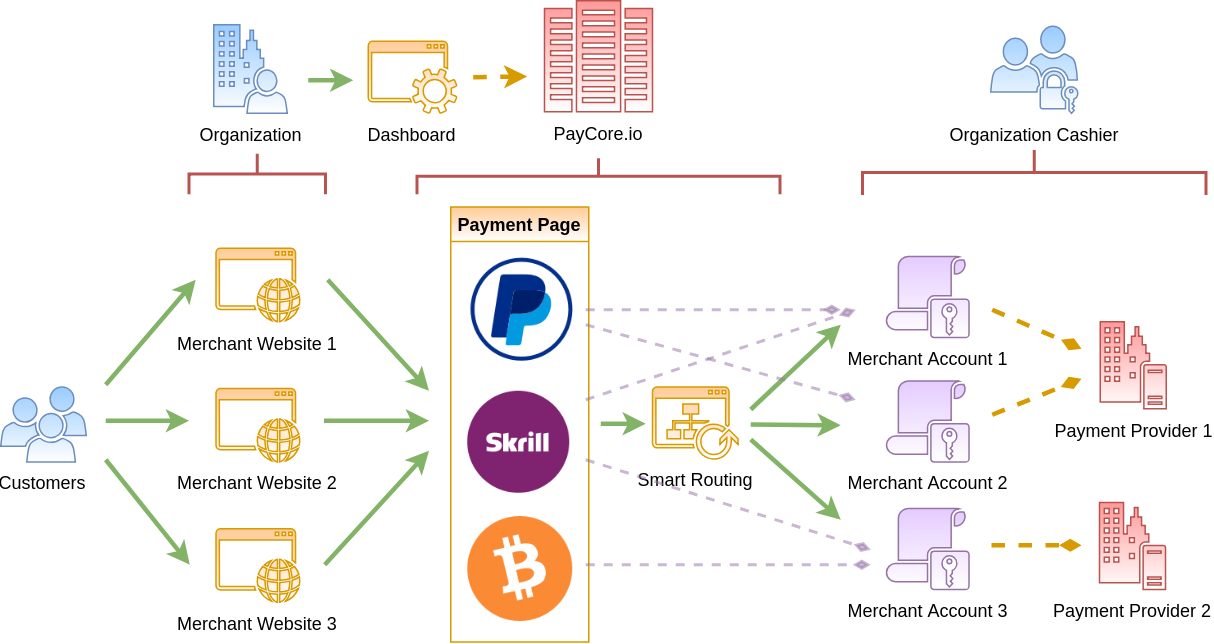 Organization
Dashboard
PayCore.io
Organization Cashier
Payment Page
Merchant Website 1
Merchant Account 1
Skrill
Payment Provider 1
Customers
Merchant Website 2
Smart Routing
Merchant Account 2
Merchant Website 3
Merchant Account 3
Payment Provider 2